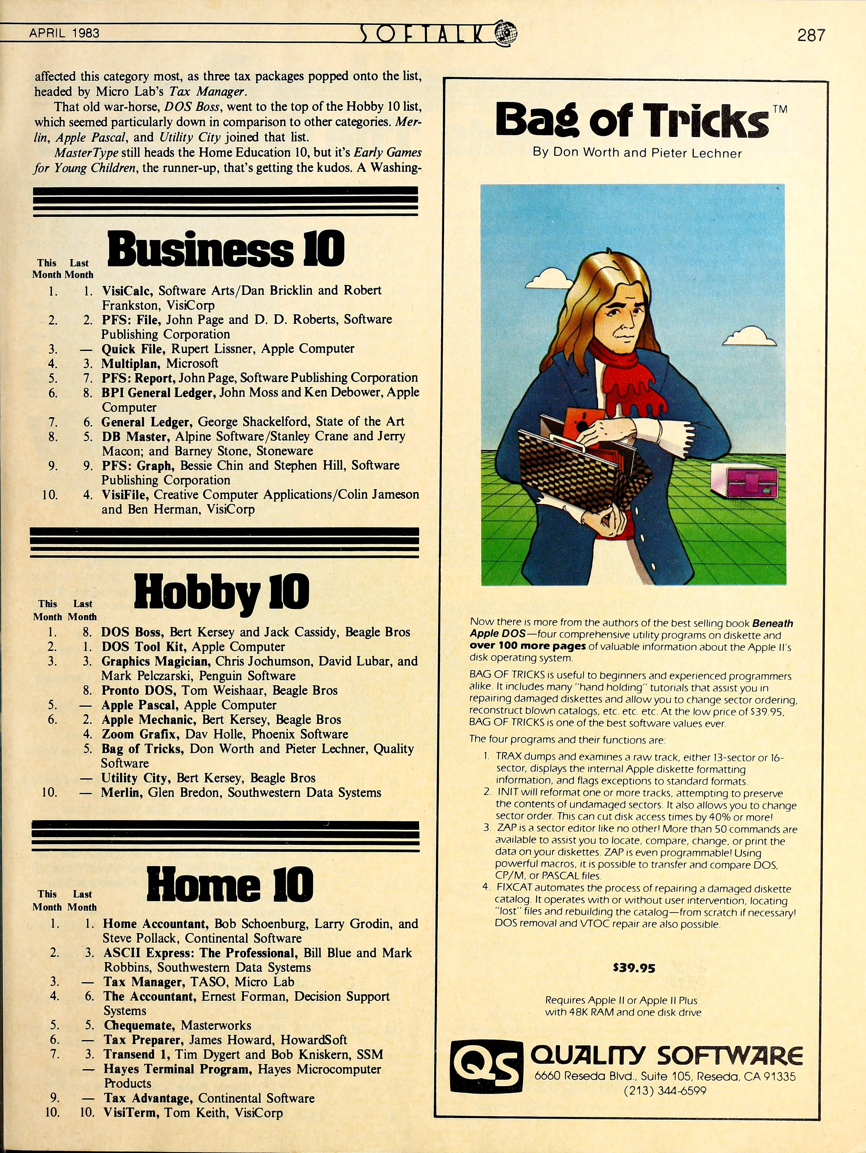 APRIL 1983
SOFTALK
287
affected this category most, as three tax packages popped onto the list,
headed by Micro Lab's Tax Manager.
That old war-horse, DOS Boss, went to the top of the Hobby 10 list,
which seemed particularly down in comparison to other categories. Mer-
lin, Apple Pascal, and Utility City joined that list.
MasterType still heads the Home Education 10, but it's Early Games
for Young Children, the runner-up, that's getting the kudos. A Washing-
Business 10
This Last
Month Month
1. 1. VisiCalc, Software Arts/Dan Bricklin and Robert
Frankston, VisiCorp
2. 2. PFS: File, John Page and D. D. Roberts, Software
Publishing Corporation
3. — Quick File, Rupert Lissner, Apple Computer
4. 3. Multiplan, Microsoft
5. 7. PFS: Report, John Page, Software Publishing Corporation
6. 8. BPI General Ledger, John Moss and Ken Debower, Apple
Computer
7. 6. General Ledger, George Shackelford, State of the Art
8. 5. DB Master, Alpine Software/Stanley Crane and Jerry
Macon; and Barney Stone, Stoneware
9. 9. PFS: Graph, Bessie Chin and Stephen Hill, Software
Publishing Corporation
10. 4. VisiFile, Creative Computer Applications/Colin Jameson
and Ben Herman, VisiCorp
Hobby 10
This Last
Month Month
1. 8. DOS Boss, Bert Kersey and Jack Cassidy, Beagle Bros
2. 1. DOS Tool Kit, Apple Computer
3. 3. Graphics Magician, Chris Jochumson, David Lubar, and
Mark Pelczarski, Penguin Software
8. Pronto DOS, Tom Weishaar, Beagle Bros
5. — Apple Pascal, Apple Computer
6. 2. Apple Mechanic, Bert Kersey, Beagle Bros
4. Zoom Grafix, Dav Holle, Phoenix Software
5. Bag of Tricks, Don Worth and Pieter Lechner, Quality
Software
— Utility City, Bert Kersey, Beagle Bros
10. — Merlin, Glen Bredon, Southwestern Data Systems
Home 10
This Last
Month Month
1. 1. Home Accountant, Bob Schoenburg, Larry Grodin, and
Steve Pollack, Continental Software
2. 3. ASCII Express: The Professional, Bill Blue and Mark
Robbins, Southwestern Data Systems
3. — Tax Manager, TASO, Micro Lab
4. 6. The Accountant, Ernest Forman, Decision Support
Systems
5. 5. Chequemate, Masterworks
6. — Tax Preparer, James Howard, HowardSoft
7. 3. Transend 1, Tim Dygert and Bob Kniskern, SSM
— Hayes Terminal Program, Hayes Microcomputer
Products
9. — Tax Advantage, Continental Software
10. 10. VisiTerm, Tom Keith, VisiCorp
Bag of Tricks™
By Don Worth and Pieter Lechner
Now there is more from the authors of the best selling book Beneath
Apple DOS—four comprehensive utility programs on diskette and
over 100 more pages of valuable information about the Apple II's
disk operating system.
BAG OF TRICKS is useful to beginners and experienced programmers
alike. It includes many "hand holding" tutorials that assist you in
repairing damaged diskettes and allow you to change sector ordering,
reconstruct blown catalogs, etc. etc. etc. At the low price of $39.95,
BAG OF TRICKS is one of the best software values ever.
The four programs and their functions are:
1. TRAX dumps and examines a raw track, either 13-sector or 16-
sector, displays the internal Apple diskette formatting
information, and flags exceptions to standard formats.
2. INIT will reformat one or more tracks, attempting to preserve
the contents of undamaged sectors. It also allows you to change
sector order. This can cut disk access times by 40% or more!
3. ZAP is a sector editor like no other! More than 50 commands are
available to assist you to locate, compare, change, or print the
data on your diskettes. ZAP is even programmable! Using
powerful macros, it is possible to transfer and compare DOS,
CP/M, or PASCAL files.
4. FIXCAT automates the process of repairing a damaged diskette
catalog. It operates with or without user intervention, locating
"lost" files and rebuilding the catalog—from scratch if necessary!
DOS removal and VTOC repair are also possible.
$39.95
Requires Apple II or Apple II Plus
with 48K RAM and one disk drive
QS
QUALITY SOFTWARE
6660 Reseda Blvd., Suite 105, Reseda, CA 91335
(213) 344-6599